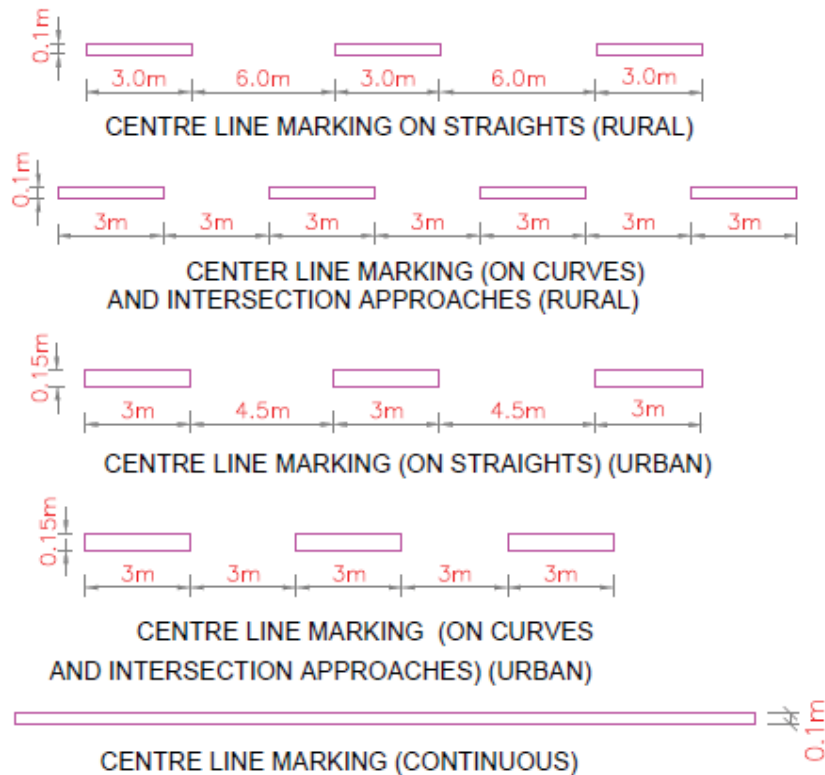 0.1m
3.0m 6.0m 3.0m 6.0m 3.0m
CENTRE LINE MARKING ON STRAIGHTS (RURAL)
0.1m
3m 3m 3m 3m 3m 3m 3m
CENTER LINE MARKING (ON CURVES)
AND INTERSECTION APPROACHES (RURAL)
0.15m
3m 4.5m 3m 4.5m 3m
CENTRE LINE MARKING (ON STRAIGHTS) (URBAN)
0.15m
3m 3m 3m 3m 3m
CENTRE LINE MARKING (ON CURVES
AND INTERSECTION APPROACHES) (URBAN)
0.1m
CENTRE LINE MARKING (CONTINUOUS)